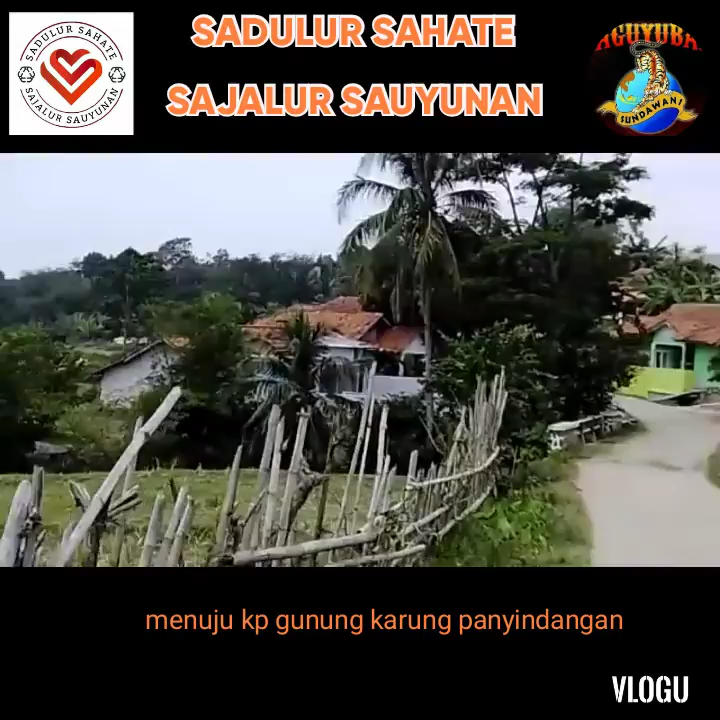 SADULUR SAHATE
SAJALUR SAUYUNAN
SADULUR SAHATE
SAJALUR SAUYUNAN
AGUYUBA
SUNDAWANI
menuju kp gunung karung panyindangan
VLOGU